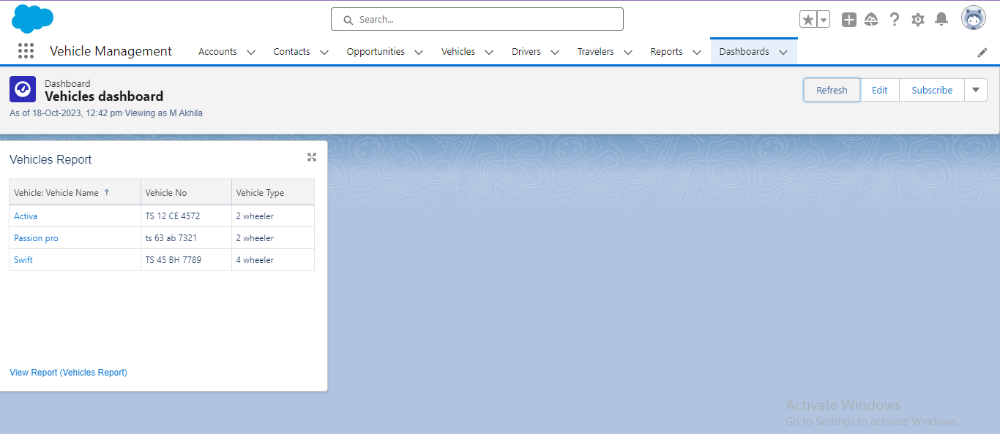 Search...
Vehicle Management Accounts Contacts Opportunities Vehicles Drivers Travelers Reports Dashboards
Dashboard
Vehicles dashboard
As of 18-Oct-2023, 12:42 pm·Viewing as M Akhila
Refresh Edit Subscribe
Vehicles Report
Vehicle: Vehicle Name ↑ Vehicle No Vehicle Type
Activa TS 12 CE 4572 2 wheeler
Passion pro ts 63 ab 7321 2 wheeler
Swift TS 45 BH 7789 4 wheeler
View Report (Vehicles Report)
Activate Windows
Go to Settings to activate Windows.